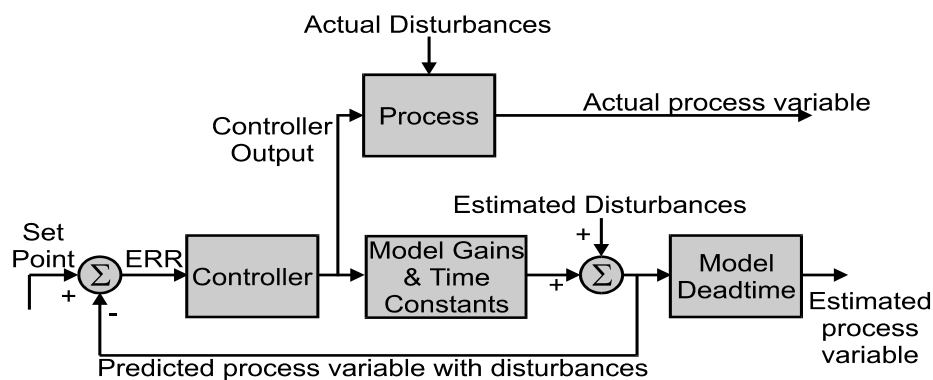 Actual Disturbances
Process
Actual process variable
Controller
Output
Estimated Disturbances
+
Set
Point
+
Σ
-
ERR
Controller
Model Gains
& Time
Constants
+
Σ
Model
Deadtime
Estimated
process
variable
Predicted process variable with disturbances